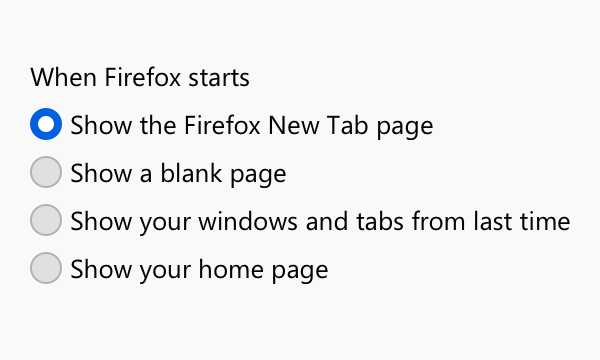 When Firefox starts
Show the Firefox New Tab page
Show a blank page
Show your windows and tabs from last time
Show your home page